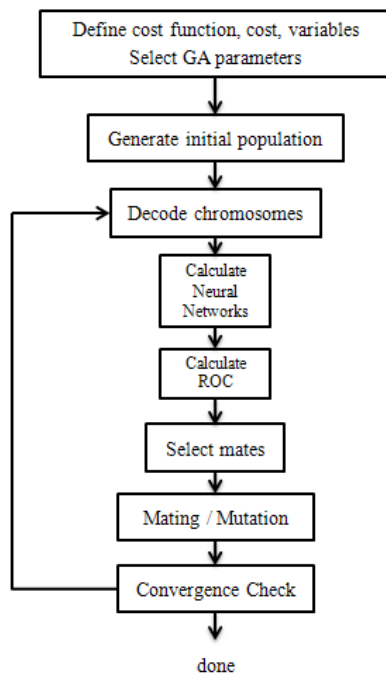 Define cost function, cost, variables
Select GA parameters
Generate initial population
Decode chromosomes
Calculate
Neural
Networks
Calculate
ROC
Select mates
Mating / Mutation
Convergence Check
done